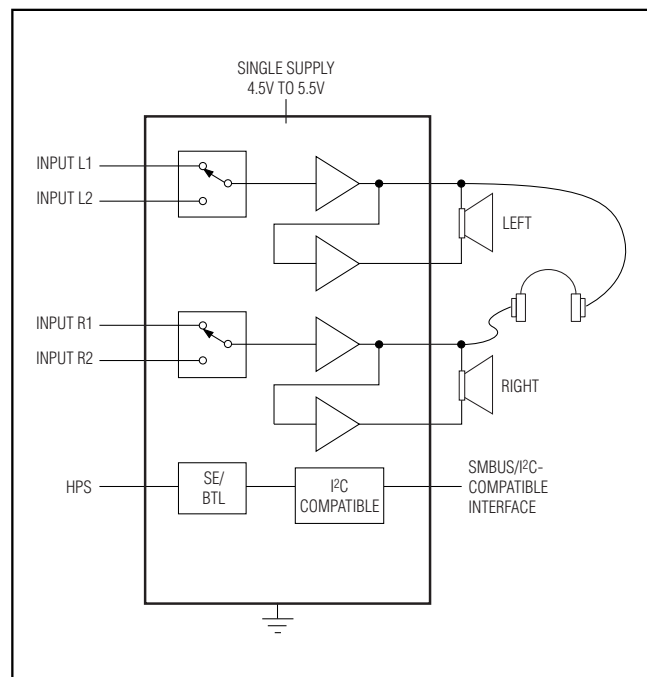 SINGLE SUPPLY
4.5V TO 5.5V
INPUT L1
INPUT L2
LEFT
INPUT R1
INPUT R2
RIGHT
HPS
SE/
BTL
I²C
COMPATIBLE
SMBUS/I²C-
COMPATIBLE
INTERFACE